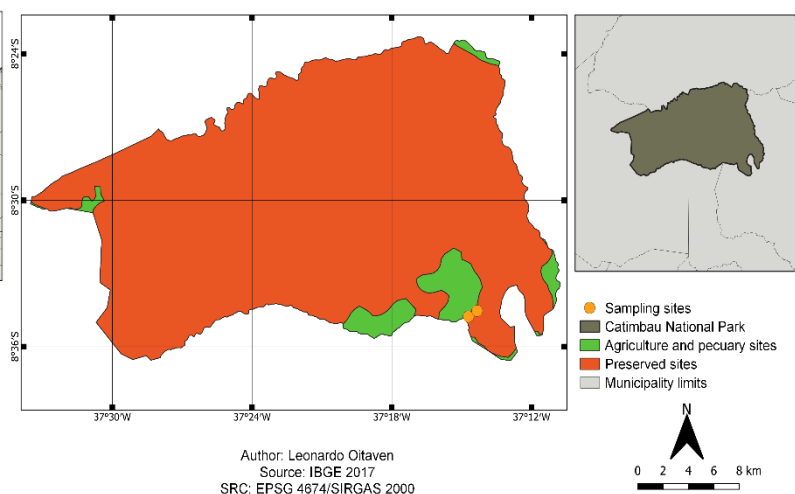 8°24'S
8°30'S
8°36'S
37°30'W
37°24'W
37°18'W
37°12'W
Author: Leonardo Oitaven
Source: IBGE 2017
SRC: EPSG 4674/SIRGAS 2000
Sampling sites
Catimbau National Park
Agriculture and pecuary sites
Preserved sites
Municipality limits
N
0 2 4 6 8 km